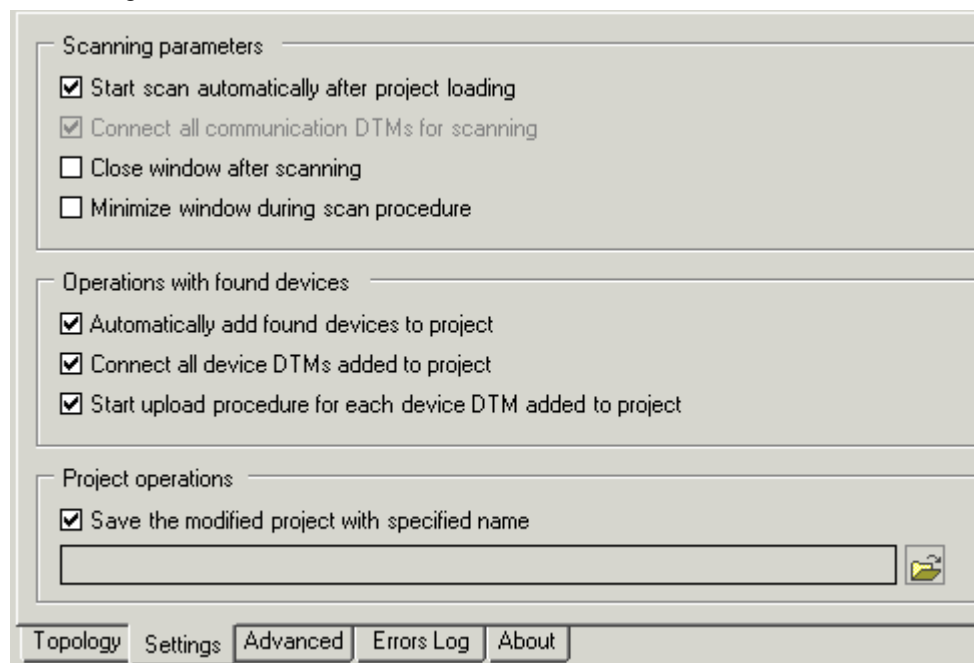 Scanning parameters
Start scan automatically after project loading
Connect all communication DTMs for scanning
Close window after scanning
Minimize window during scan procedure
Operations with found devices
Automatically add found devices to project
Connect all device DTMs added to project
Start upload procedure for each device DTM added to project
Project operations
Save the modified project with specified name
Topology Settings Advanced Errors Log About